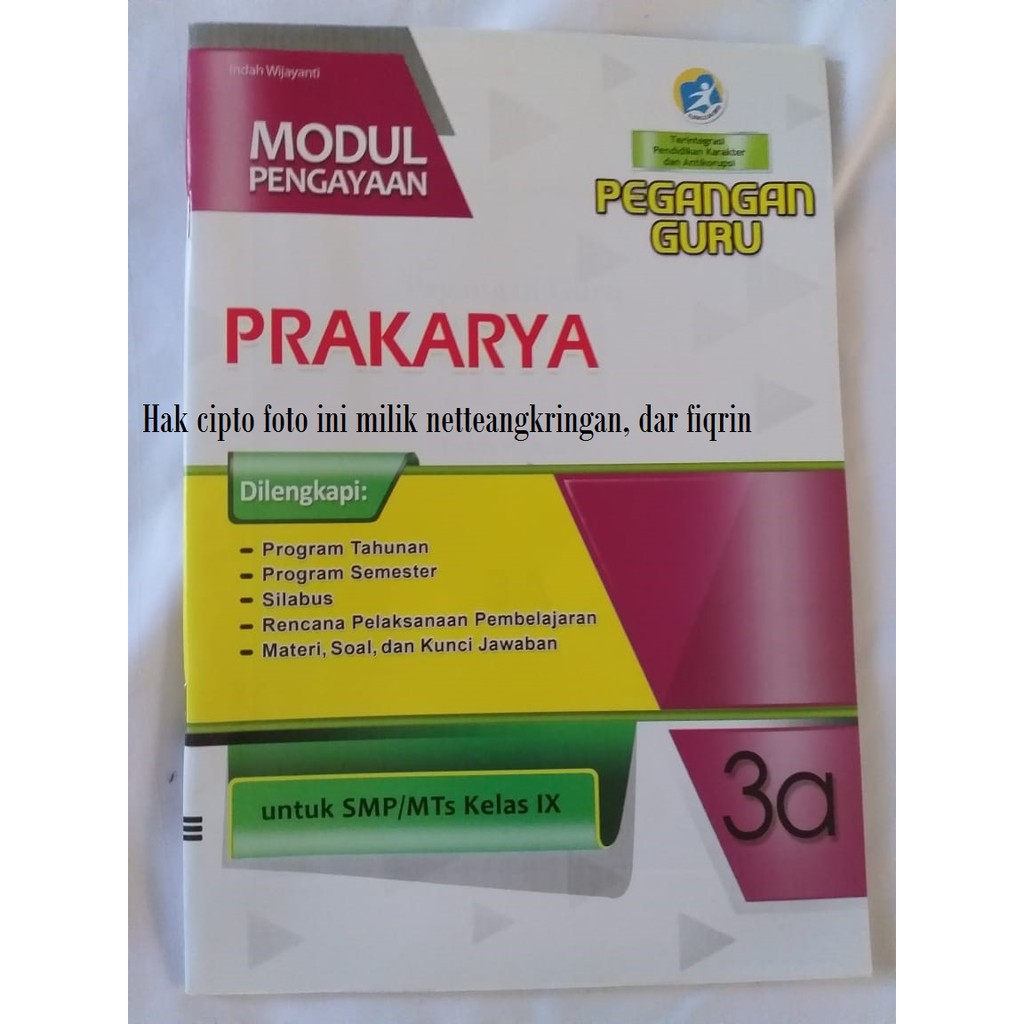 Indah Wijayanti
MODUL
PENGAYAAN
Terintegrasi
Pendidikan Karakter
dan Antikorupsi
PEGANGAN
GURU
PRAKARYA
Hak cipto foto ini milik netteangkringan, dar fiqrin
Dilengkapi:
- Program Tahunan
- Program Semester
- Silabus
- Rencana Pelaksanaan Pembelajaran
- Materi, Soal, dan Kunci Jawaban
untuk SMP/MTs Kelas IX
3a